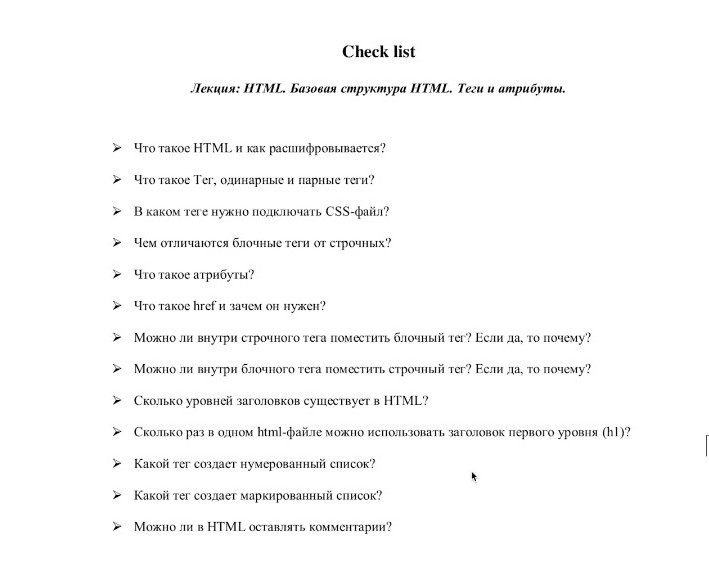 Check list
Лекция: HTML. Базовая структура HTML. Теги и атрибуты.
➢ Что такое HTML и как расшифровывается?
➢ Что такое Тег, одинарные и парные теги?
➢ В каком теге нужно подключать CSS-файл?
➢ Чем отличаются блочные теги от строчных?
➢ Что такое атрибуты?
➢ Что такое href и зачем он нужен?
➢ Можно ли внутри строчного тега поместить блочный тег? Если да, то почему?
➢ Можно ли внутри блочного тега поместить строчный тег? Если да, то почему?
➢ Сколько уровней заголовков существует в HTML?
➢ Сколько раз в одном html-файле можно использовать заголовок первого уровня (h1)?
➢ Какой тег создает нумерованный список?
➢ Какой тег создает маркированный список?
➢ Можно ли в HTML оставлять комментарии?